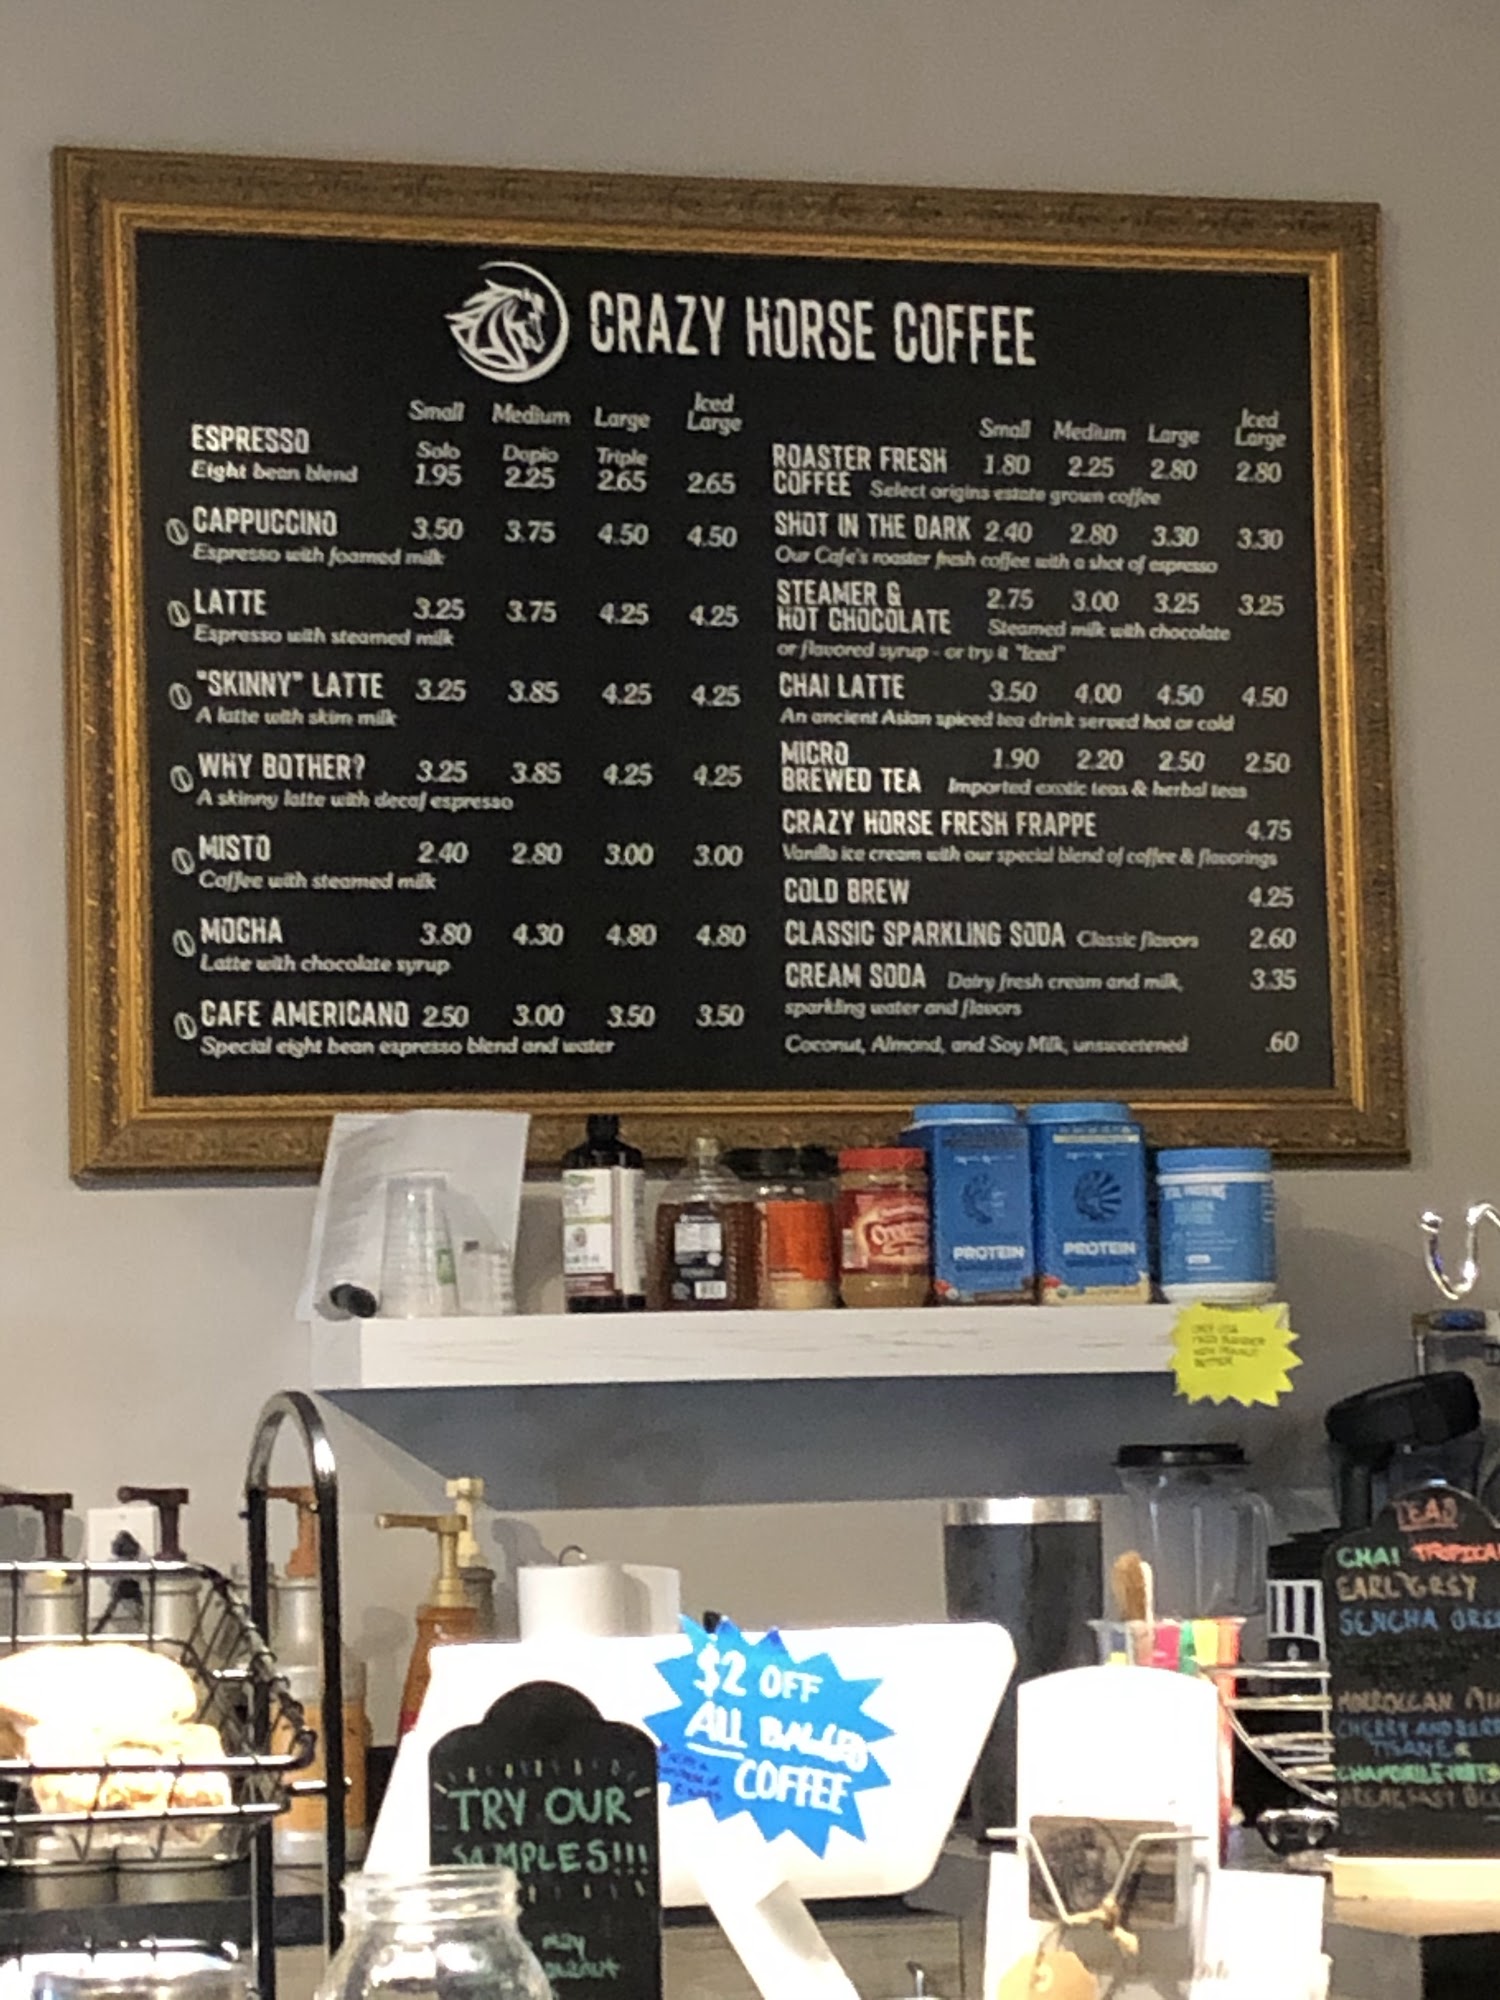 CRAZY HORSE COFFEE
Small Medium Large Iced Large
ESPRESSO Solo Dopio Triple
Eight bean blend 1.95 2.25 2.65 2.65
CAPPUCCINO 3.50 3.75 4.50 4.50
Espresso with foamed milk
LATTE 3.25 3.75 4.25 4.25
Espresso with steamed milk
"SKINNY" LATTE 3.25 3.85 4.25 4.25
A latte with skim milk
WHY BOTHER? 3.25 3.85 4.25 4.25
A skinny latte with decaf espresso
MISTO 2.40 2.80 3.00 3.00
Coffee with steamed milk
MOCHA 3.80 4.30 4.80 4.80
Latte with chocolate syrup
CAFE AMERICANO 2.50 3.00 3.50 3.50
Special eight bean espresso blend and water
Small Medium Large Iced Large
ROASTER FRESH 1.80 2.25 2.80 2.80
COFFEE Select origins estate grown coffee
SHOT IN THE DARK 2.40 2.80 3.30 3.30
Our Cafe's roaster fresh coffee with a shot of espresso
STEAMER & 2.75 3.00 3.25 3.25
HOT CHOCOLATE Steamed milk with chocolate
or flavored syrup - or try it "Iced"
CHAI LATTE 3.50 4.00 4.50 4.50
An ancient Asian spiced tea drink served hot or cold
MICRO 1.90 2.20 2.50 2.50
BREWED TEA Imported exotic teas & herbal teas
CRAZY HORSE FRESH FRAPPE 4.75
Vanilla ice cream with our special blend of coffee & flavorings
COLD BREW 4.25
CLASSIC SPARKLING SODA Classic flavors 2.60
CREAM SODA Dairy fresh cream and milk, 3.35
sparkling water and flavors
Coconut, Almond, and Soy Milk, unsweetened .60
PROTEIN
PROTEIN
BUTTER
$2 OFF
ALL BAGGED
COFFEE
TRY OUR
SAMPLES!!!
TEAS
CHAI TROPICA
EARL GREY
SENCHA GREE
BREAKFAST